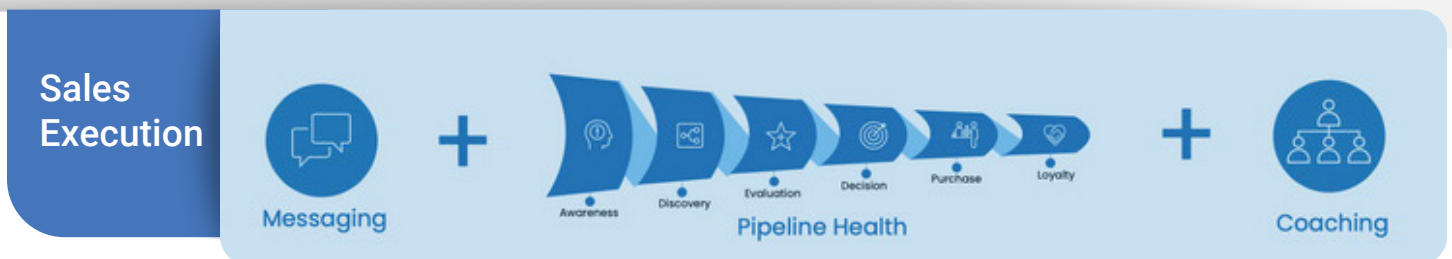 Sales
Execution
Messaging
Awareness
Discovery
Evaluation
Decision
Purchase
Loyalty
Pipeline Health
Coaching